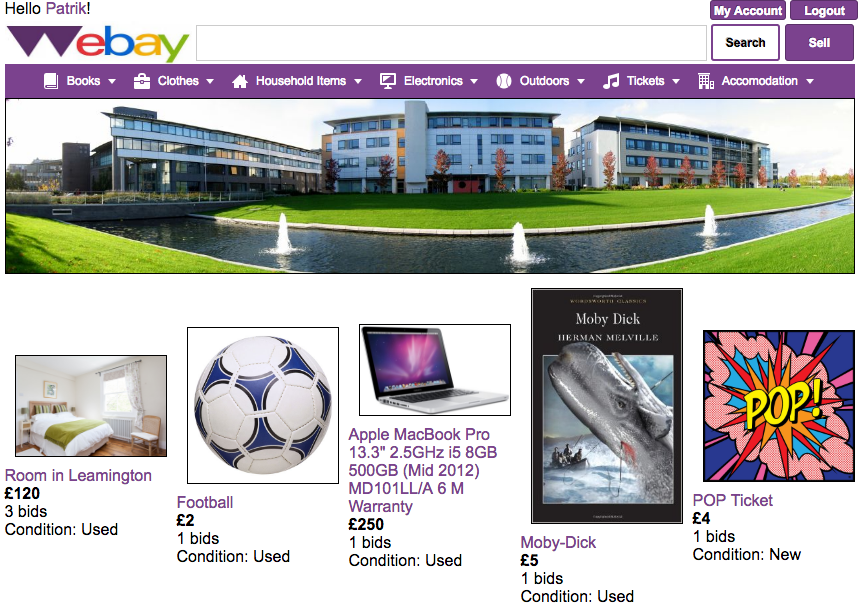 Hello Patrik!
My Account
Logout
Webay
Search
Sell
Books
Clothes
Household Items
Electronics
Outdoors
Tickets
Accomodation
Room in Leamington
£120
3 bids
Condition: Used
Football
£2
1 bids
Condition: Used
Apple MacBook Pro
13.3" 2.5GHz i5 8GB
500GB (Mid 2012)
MD101LL/A 6 M
Warranty
£250
1 bids
Condition: Used
WORDSWORTH CLASSICS
Moby Dick
HERMAN MELVILLE
Moby-Dick
£5
1 bids
Condition: Used
POP!
POP Ticket
£4
1 bids
Condition: New